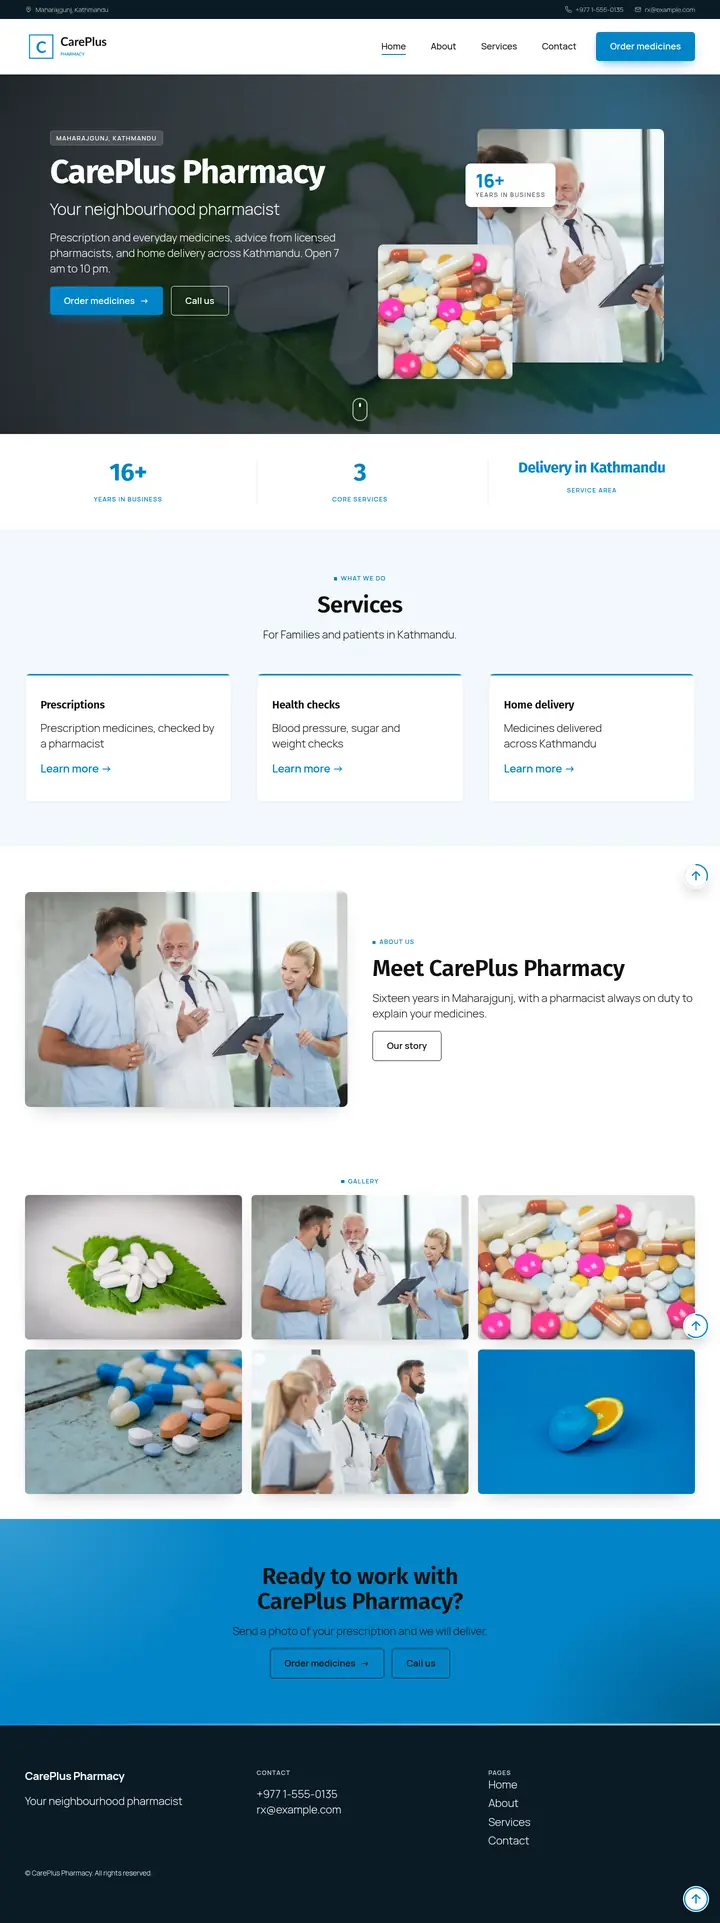 Maharajgunj, Kathmandu
+977 1-555-0135
rx@example.com
C
CarePlus
PHARMACY
Home
About
Services
Contact
Order medicines
MAHARAJGUNJ, KATHMANDU
CarePlus Pharmacy
Your neighbourhood pharmacist
Prescription and everyday medicines, advice from licensed
pharmacists, and home delivery across Kathmandu. Open 7
am to 10 pm.
Order medicines →
Call us
16+
YEARS IN BUSINESS
16+
YEARS IN BUSINESS
3
CORE SERVICES
Delivery in Kathmandu
SERVICE AREA
WHAT WE DO
Services
For Families and patients in Kathmandu.
Prescriptions
Prescription medicines, checked by
a pharmacist
Learn more →
Health checks
Blood pressure, sugar and
weight checks
Learn more →
Home delivery
Medicines delivered
across Kathmandu
Learn more →
ABOUT US
Meet CarePlus Pharmacy
Sixteen years in Maharajgunj, with a pharmacist always on duty to
explain your medicines.
Our story
GALLERY
Ready to work with
CarePlus Pharmacy?
Send a photo of your prescription and we will deliver.
Order medicines →
Call us
CarePlus Pharmacy
Your neighbourhood pharmacist
CONTACT
+977 1-555-0135
rx@example.com
PAGES
Home
About
Services
Contact
© CarePlus Pharmacy. All rights reserved.